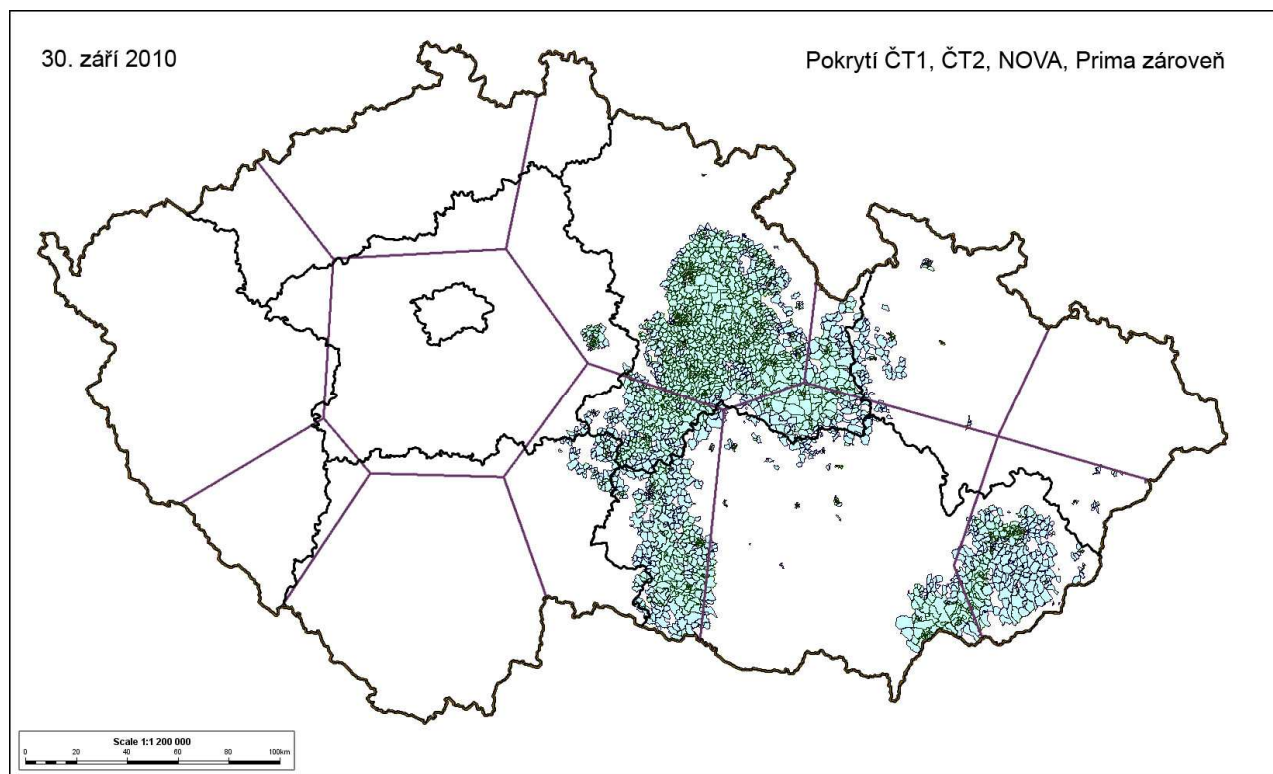 30. září 2010
Pokrytí ČT1, ČT2, NOVA, Prima zároveň
Scale 1:1 200 000
0 20 40 60 80 100km